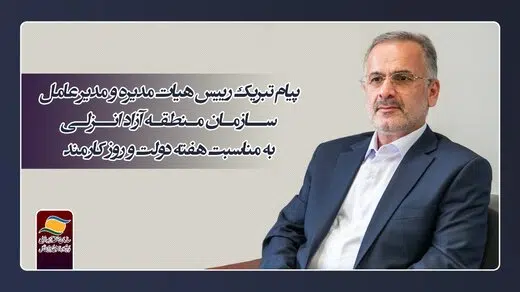 پیام تبریک رییس هیات مدیره و مدیرعامل
سازمان منطقه آزاد انزلی
به مناسبت هفته دولت و روز کارمند